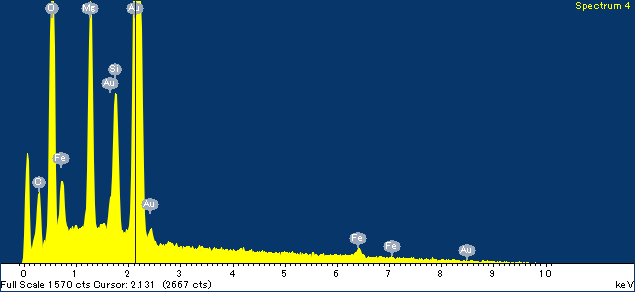 Spectrum 4
O Mg Au
Si
Au
Fe
O
Au
Fe Fe Au
0 1 2 3 4 5 6 7 8 9 10
Full Scale 1570 cts Cursor: 2.131 (2667 cts) keV